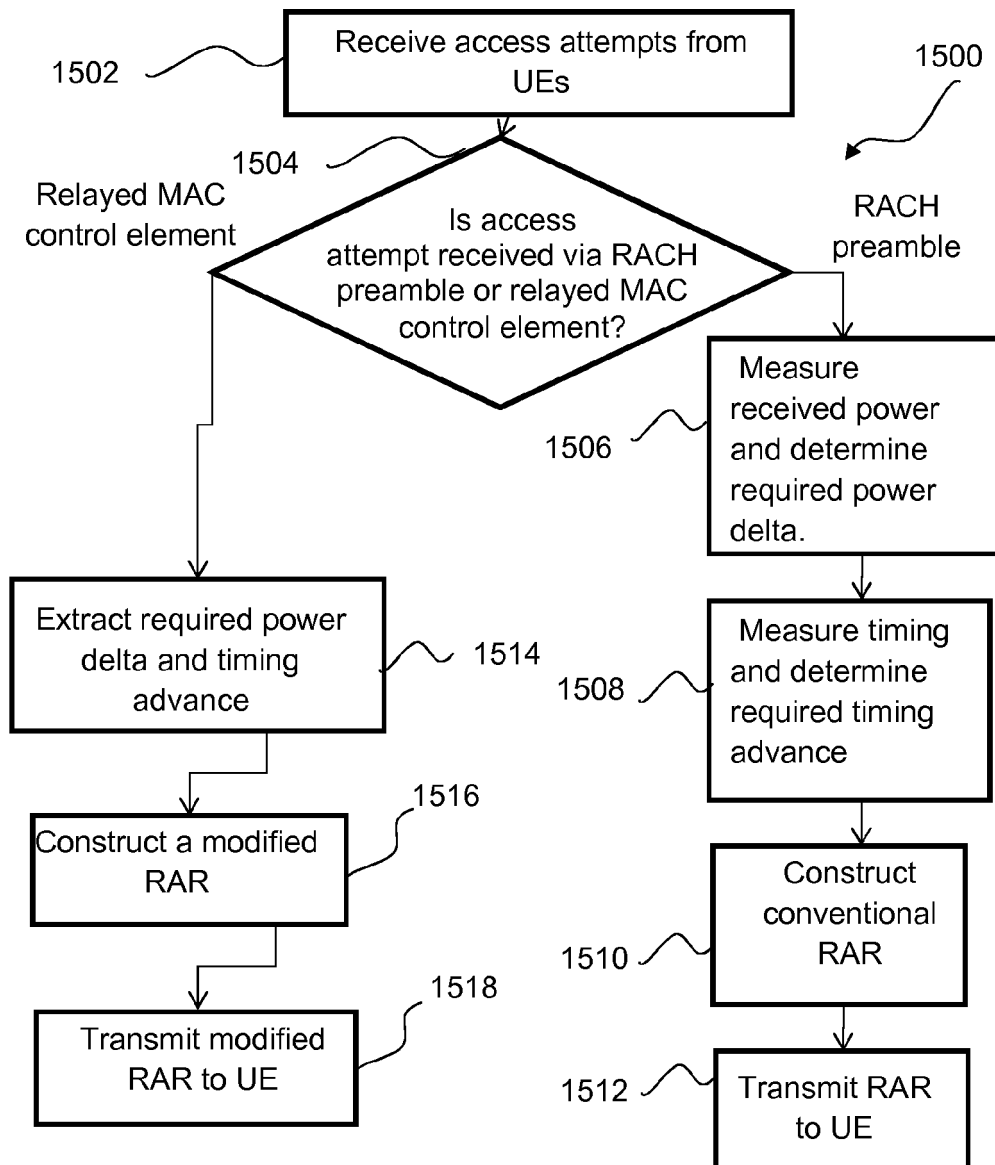 Receive access attempts from
UEs
1502
1500
1504
Relayed MAC
control element
Is access
attempt received via RACH
preamble or relayed MAC
control element?
RACH
preamble
Measure
received power
and determine
required power
delta.
1506
Extract required power
delta and timing
advance
1514
Measure timing
and determine
required timing
advance
1508
Construct a modified
RAR
1516
Construct
conventional
RAR
1510
Transmit modified
RAR to UE
1518
Transmit RAR
to UE
1512